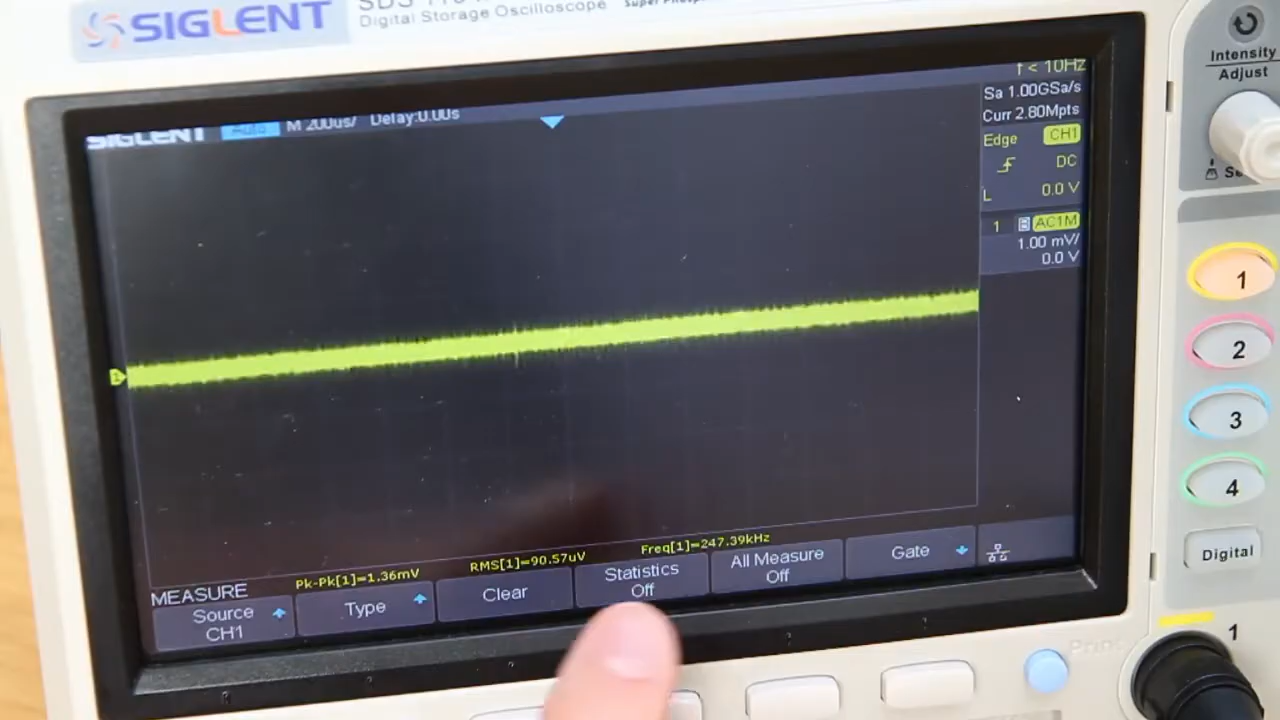 SIGLENT
Digital Storage Oscilloscope
Intensity
Adjust
SIGLENT Auto M 200us/ Delay:0.00s
f < 10Hz
Sa 1.00GSa/s
Curr 2.80Mpts
Edge CH1
DC
L 0.0 V
1 B AC1M
1.00 mV/
0.0 V
1
2
3
4
Digital
1
Pk-Pk[1]=1.36mV RMS[1]=90.57uV Freq[1]=247.39kHz
MEASURE
Source
CH1
Type
Clear
Statistics
Off
All Measure
Off
Gate
Print